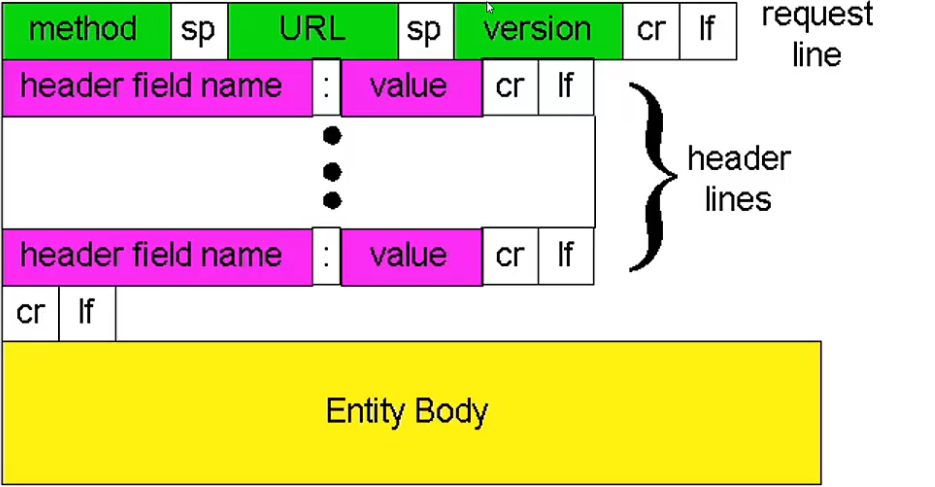 method sp URL sp version cr lf request line
header field name : value cr lf
header lines
header field name : value cr lf
cr lf
Entity Body